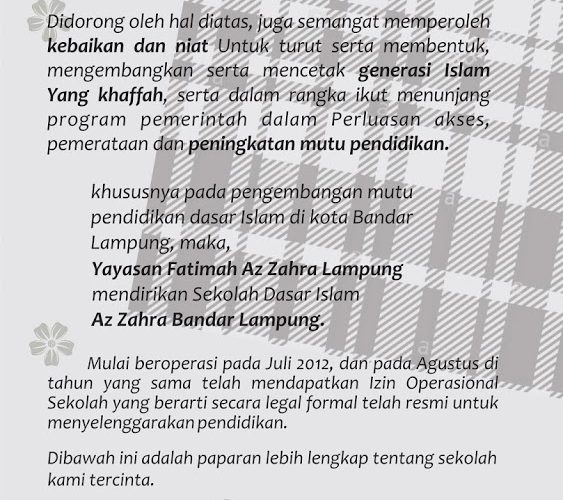 Didorong oleh hal diatas, juga semangat memperoleh
kebaikan dan niat Untuk turut serta membentuk,
mengembangkan serta mencetak generasi Islam
Yang khaffah, serta dalam rangka ikut menunjang
program pemerintah dalam Perluasan akses,
pemerataan dan peningkatan mutu pendidikan.
khususnya pada pengembangan mutu
pendidikan dasar Islam di kota Bandar
Lampung, maka,
Yayasan Fatimah Az Zahra Lampung
mendirikan Sekolah Dasar Islam
Az Zahra Bandar Lampung.
Mulai beroperasi pada Juli 2012, dan pada Agustus di
tahun yang sama telah mendapatkan Izin Operasional
Sekolah yang berarti secara legal formal telah resmi untuk
menyelenggarakan pendidikan.
Dibawah ini adalah paparan lebih lengkap tentang sekolah
kami tercinta.